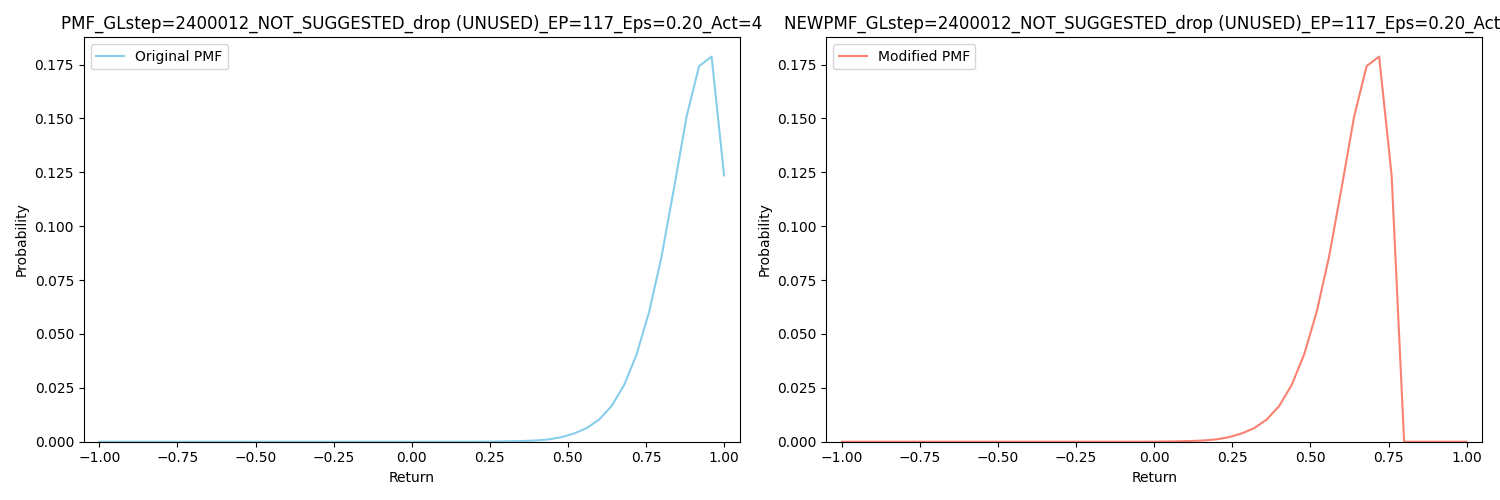 PMF_GLstep=2400012_NOT_SUGGESTED_drop (UNUSED)_EP=117_Eps=0.20_Act=4
Original PMF
0.175
0.150
0.125
0.100
0.075
0.050
0.025
0.000
Probability
−1.00 −0.75 −0.50 −0.25 0.00 0.25 0.50 0.75 1.00
Return
NEWPMF_GLstep=2400012_NOT_SUGGESTED_drop (UNUSED)_EP=117_Eps=0.20_Act
Modified PMF
0.175
0.150
0.125
0.100
0.075
0.050
0.025
0.000
Probability
−1.00 −0.75 −0.50 −0.25 0.00 0.25 0.50 0.75 1.00
Return